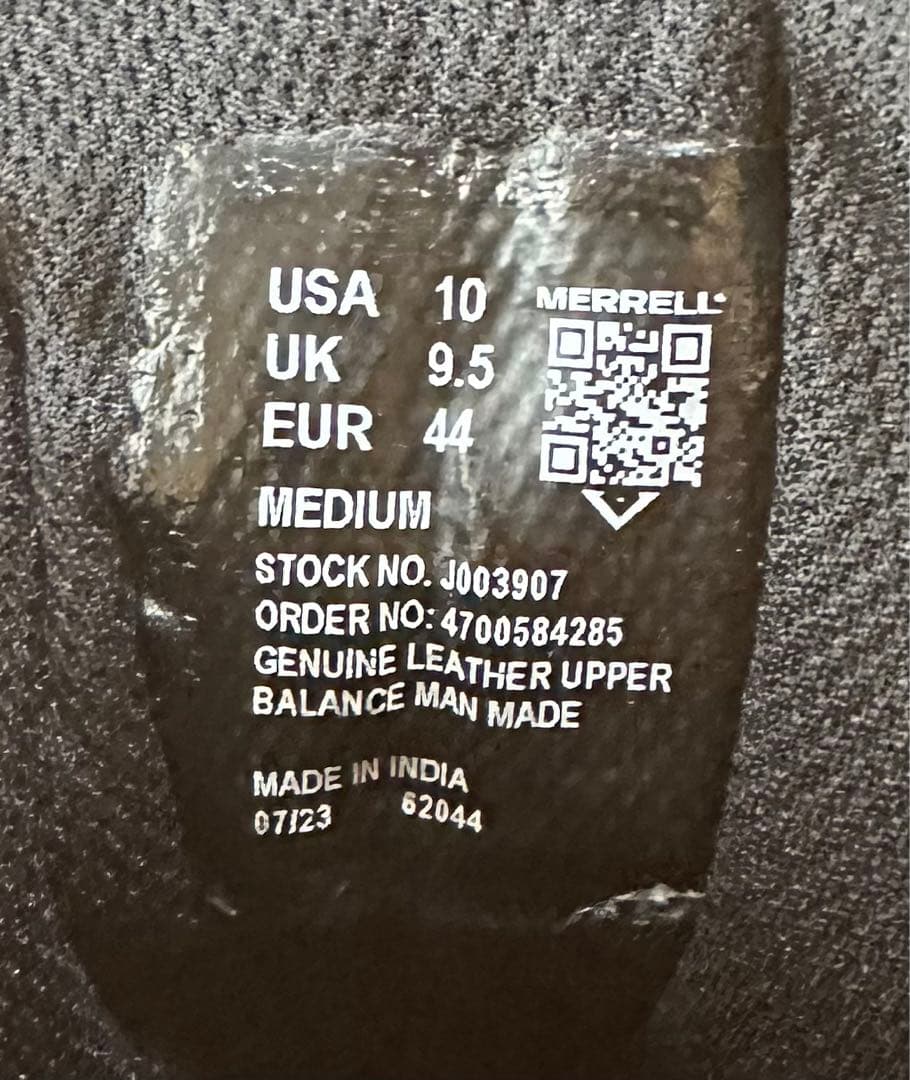 USA 10
UK 9.5
EUR 44
MEDIUM
MERRELL
STOCK NO. J003907
ORDER NO: 4700584285
GENUINE LEATHER UPPER
BALANCE MAN MADE
MADE IN INDIA
07/23 62044